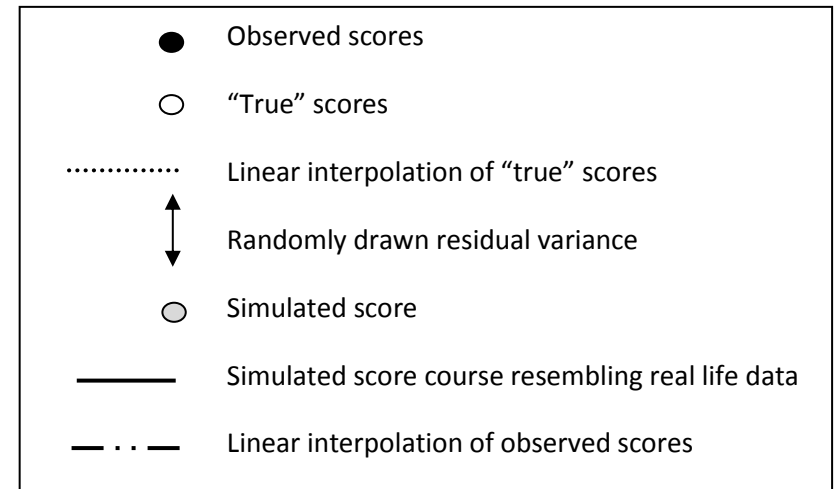 Observed scores
“True” scores
Linear interpolation of “true” scores
Randomly drawn residual variance
Simulated score
Simulated score course resembling real life data
Linear interpolation of observed scores